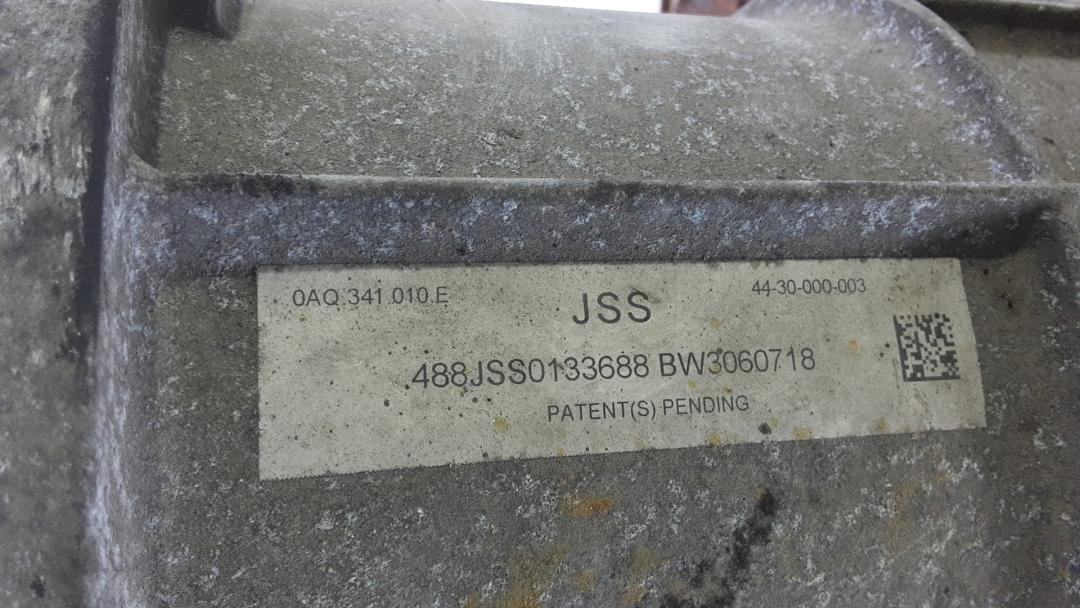 0AQ.341.010.E
44-30-000-003
JSS
488JSS0133688 BW3060718
PATENT(S) PENDING